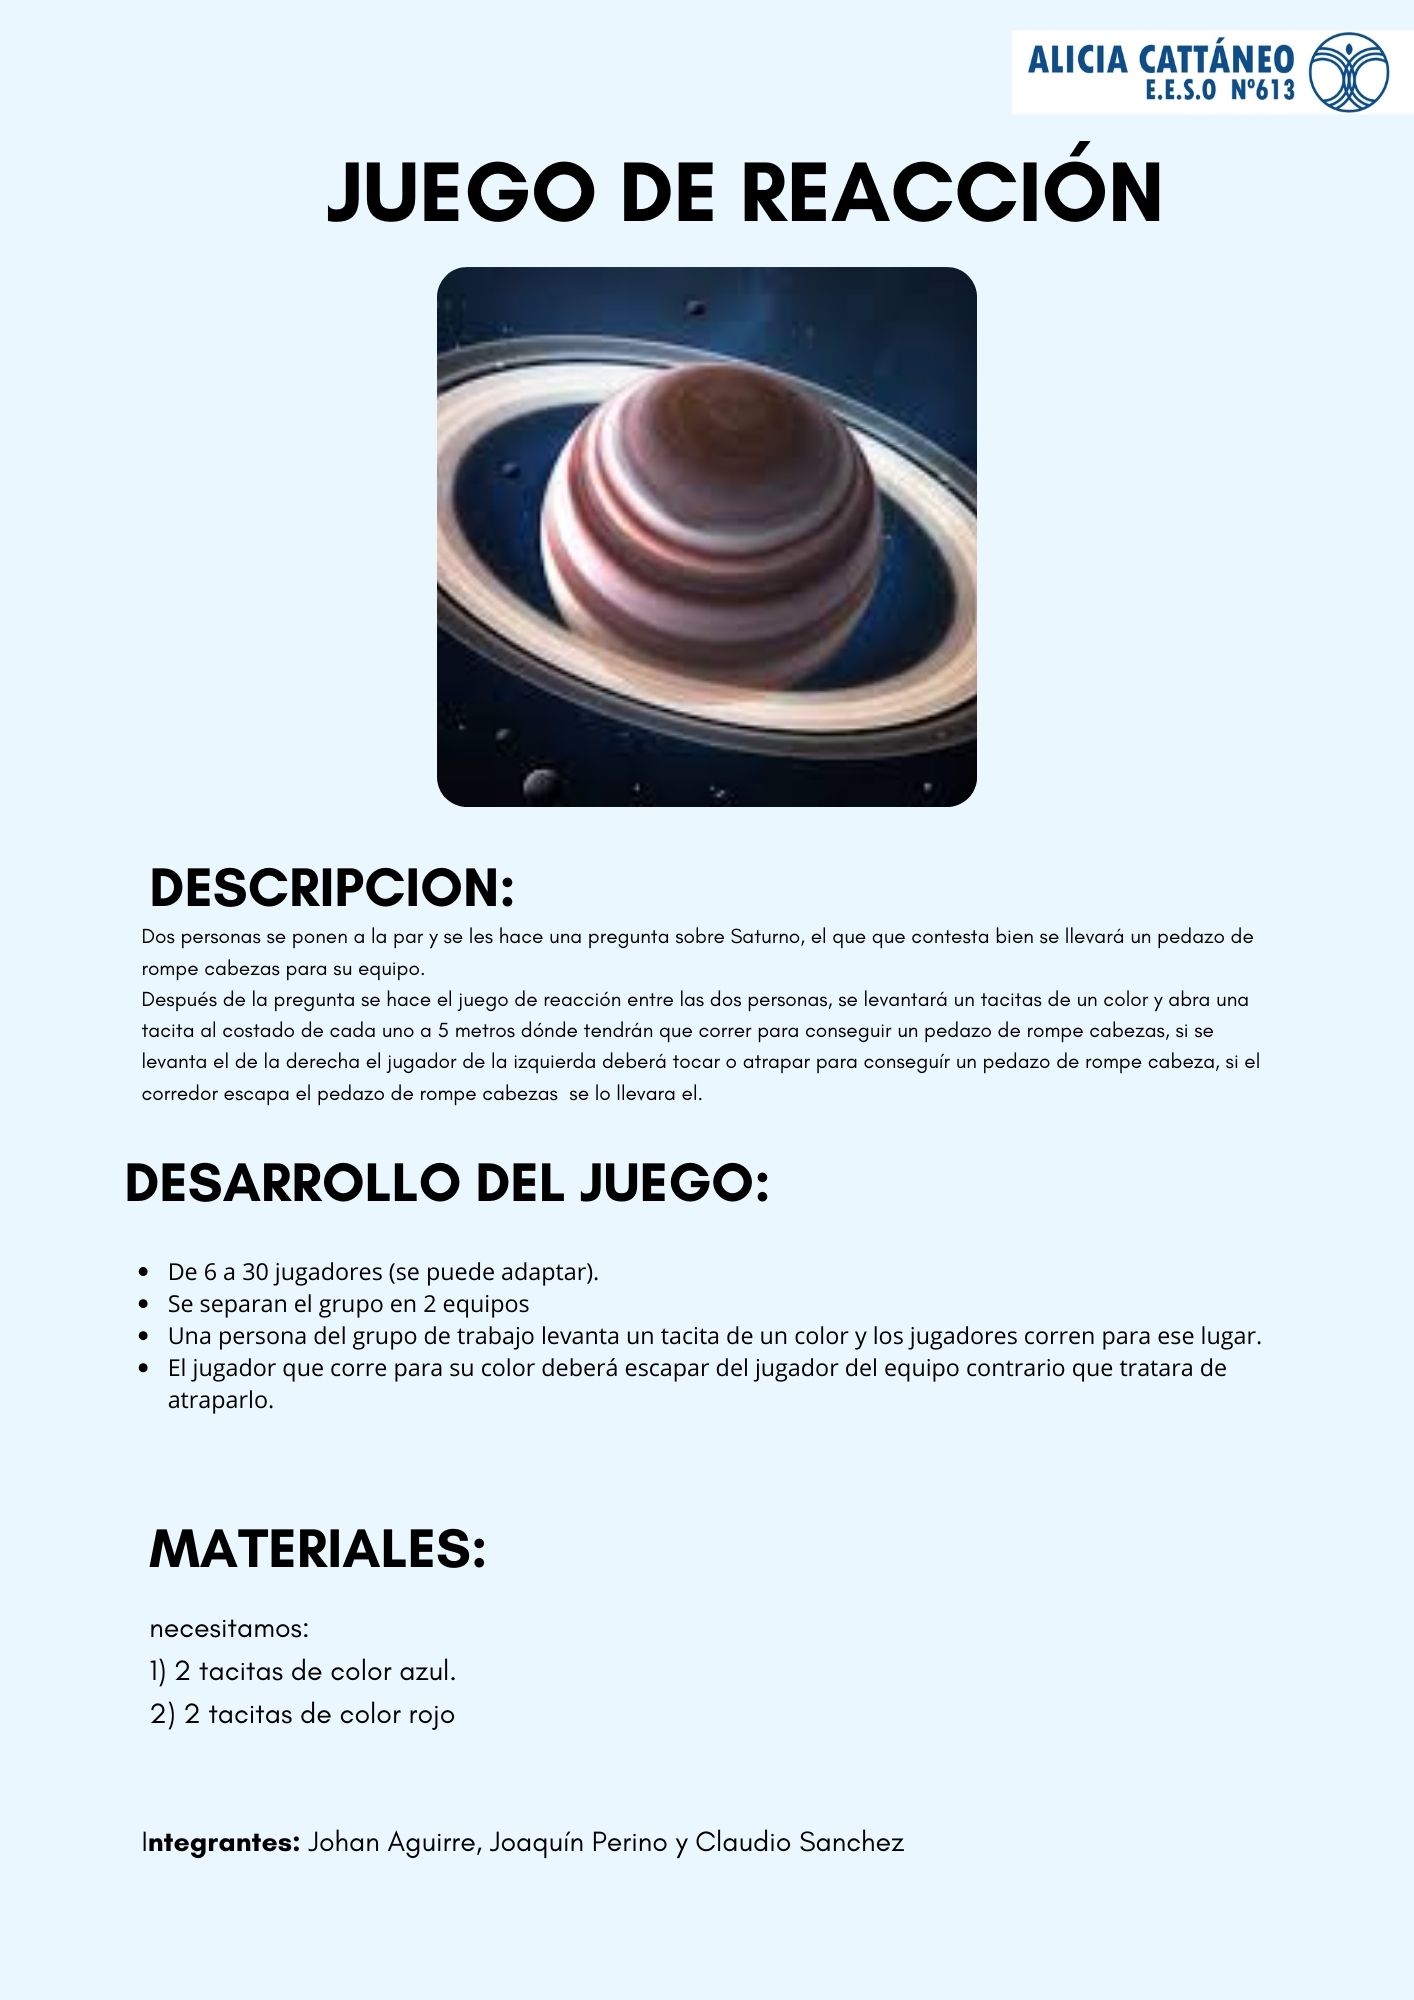 ALICIA CATTÁNEO
E.E.S.O Nº613
JUEGO DE REACCIÓN
DESCRIPCION:
Dos personas se ponen a la par y se les hace una pregunta sobre Saturno, el que que contesta bien se llevará un pedazo de
rompe cabezas para su equipo.
Después de la pregunta se hace el juego de reacción entre las dos personas, se levantará un tacitas de un color y abra una
tacita al costado de cada uno a 5 metros dónde tendrán que correr para conseguir un pedazo de rompe cabezas, si se
levanta el de la derecha el jugador de la izquierda deberá tocar o atrapar para conseguír un pedazo de rompe cabeza, si el
corredor escapa el pedazo de rompe cabezas  se lo llevara el.
DESARROLLO DEL JUEGO:
• De 6 a 30 jugadores (se puede adaptar).
• Se separan el grupo en 2 equipos
• Una persona del grupo de trabajo levanta un tacita de un color y los jugadores corren para ese lugar.
• El jugador que corre para su color deberá escapar del jugador del equipo contrario que tratara de
atraparlo.
MATERIALES:
necesitamos:
1) 2 tacitas de color azul.
2) 2 tacitas de color rojo
Integrantes: Johan Aguirre, Joaquín Perino y Claudio Sanchez